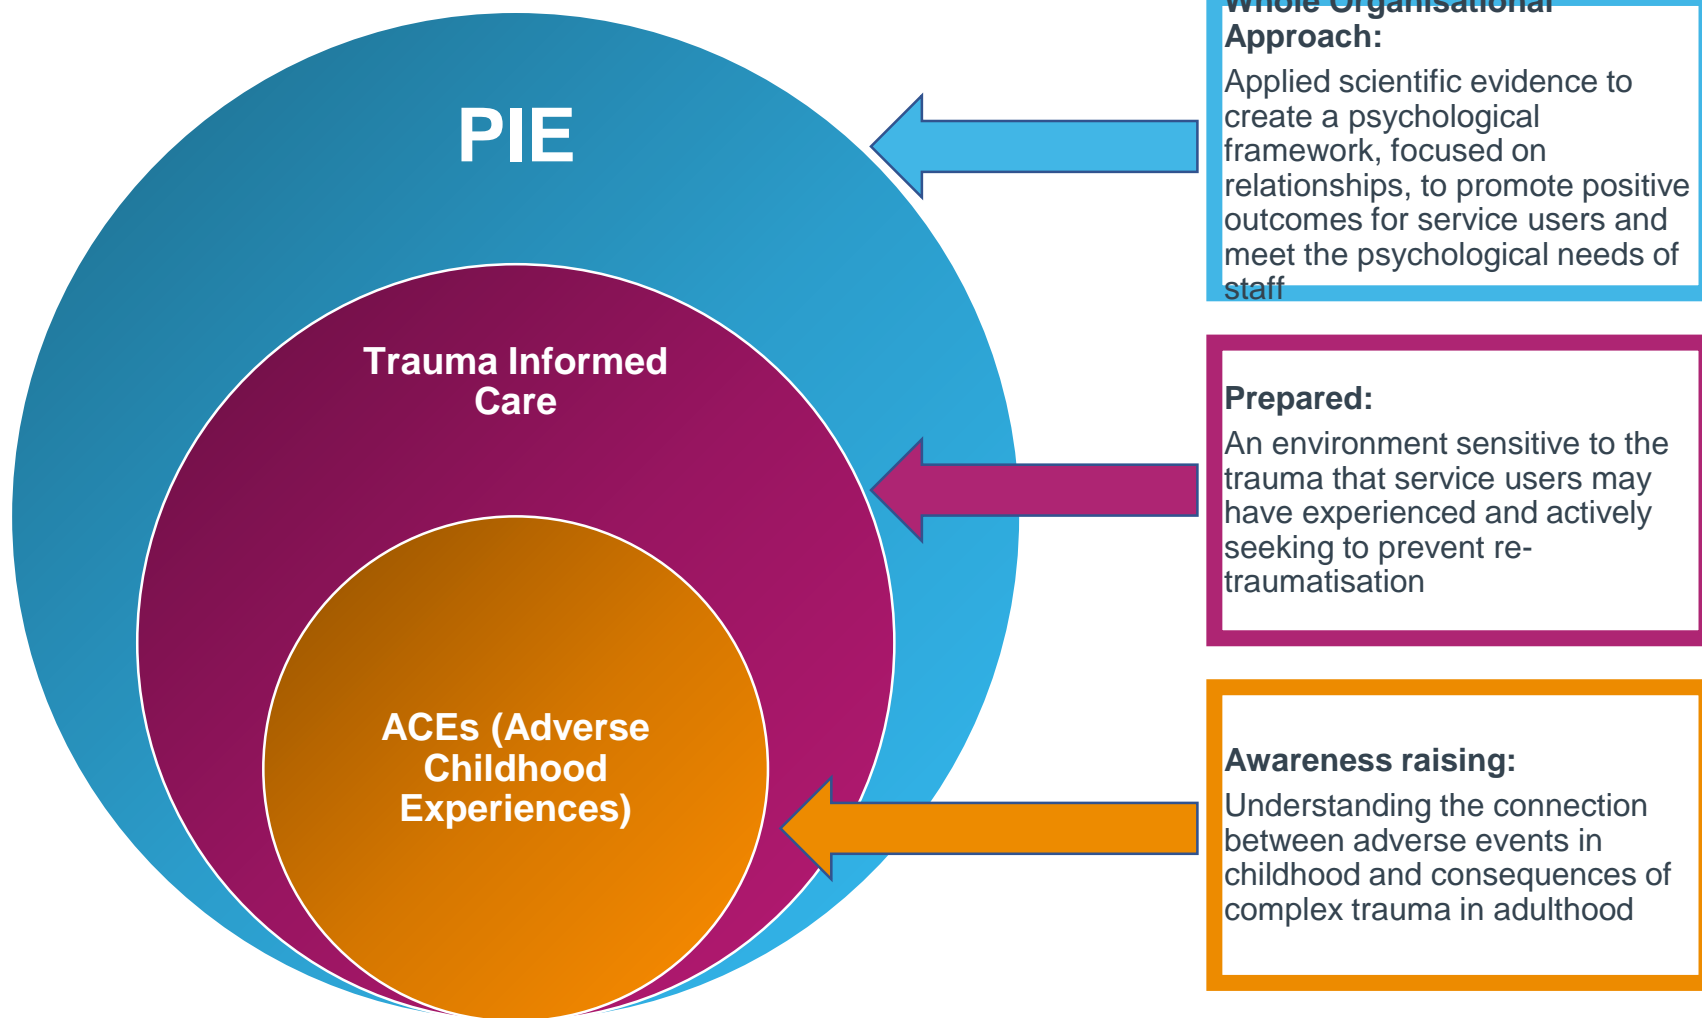 PIE
Trauma Informed
Care
ACEs (Adverse
Childhood
Experiences)
Whole Organisational
Approach:
Applied scientific evidence to
create a psychological
framework, focused on
relationships, to promote positive
outcomes for service users and
meet the psychological needs of
staff
Prepared:
An environment sensitive to the
trauma that service users may
have experienced and actively
seeking to prevent re-
traumatisation
Awareness raising:
Understanding the connection
between adverse events in
childhood and consequences of
complex trauma in adulthood